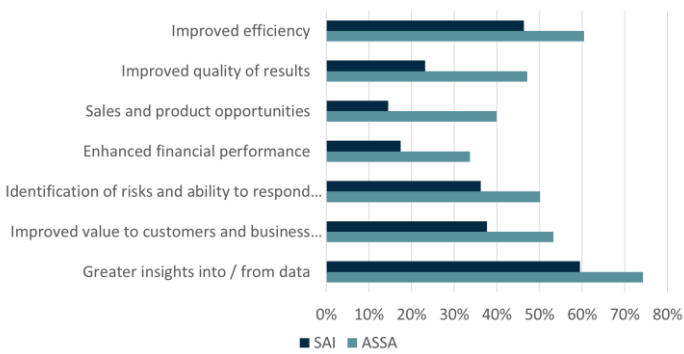 Improved efficiency
Improved quality of results
Sales and product opportunities
Enhanced financial performance
Identification of risks and ability to respond...
Improved value to customers and business...
Greater insights into / from data
0% 10% 20% 30% 40% 50% 60% 70% 80%
SAI ASSA